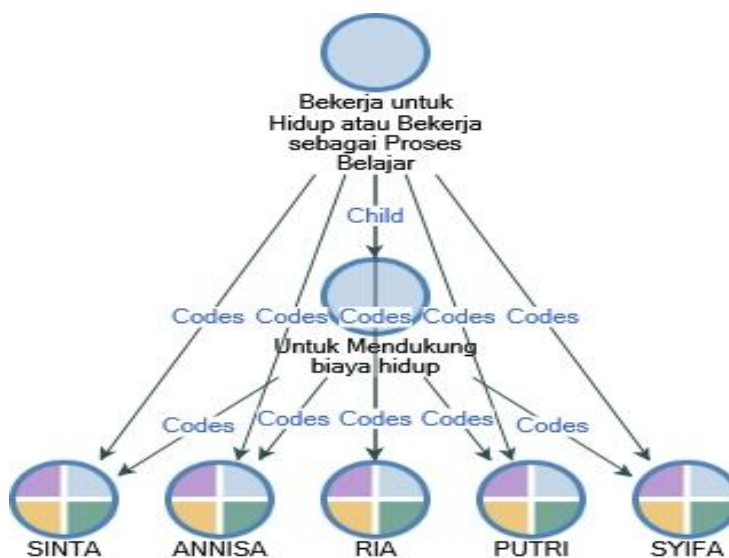 Bekerja untuk
Hidup atau Bekerja
sebagai Proses
Belajar
Child
Codes Codes Codes Codes Codes
Untuk Mendukung
biaya hidup
Codes Codes Codes Codes Codes
SINTA ANNISA RIA PUTRI SYIFA